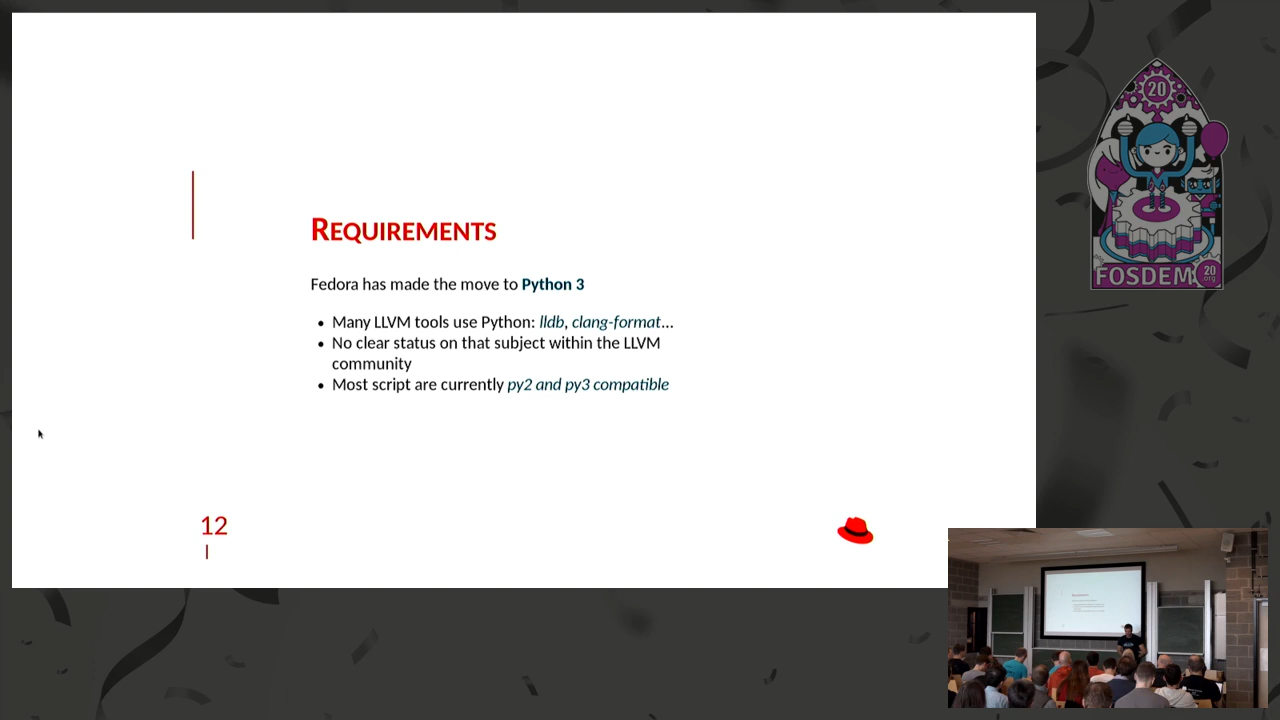 REQUIREMENTS
Fedora has made the move to Python 3
• Many LLVM tools use Python: lldb, clang-format...
• No clear status on that subject within the LLVM
community
• Most script are currently py2 and py3 compatible
12
20
FOSDEM
20
org